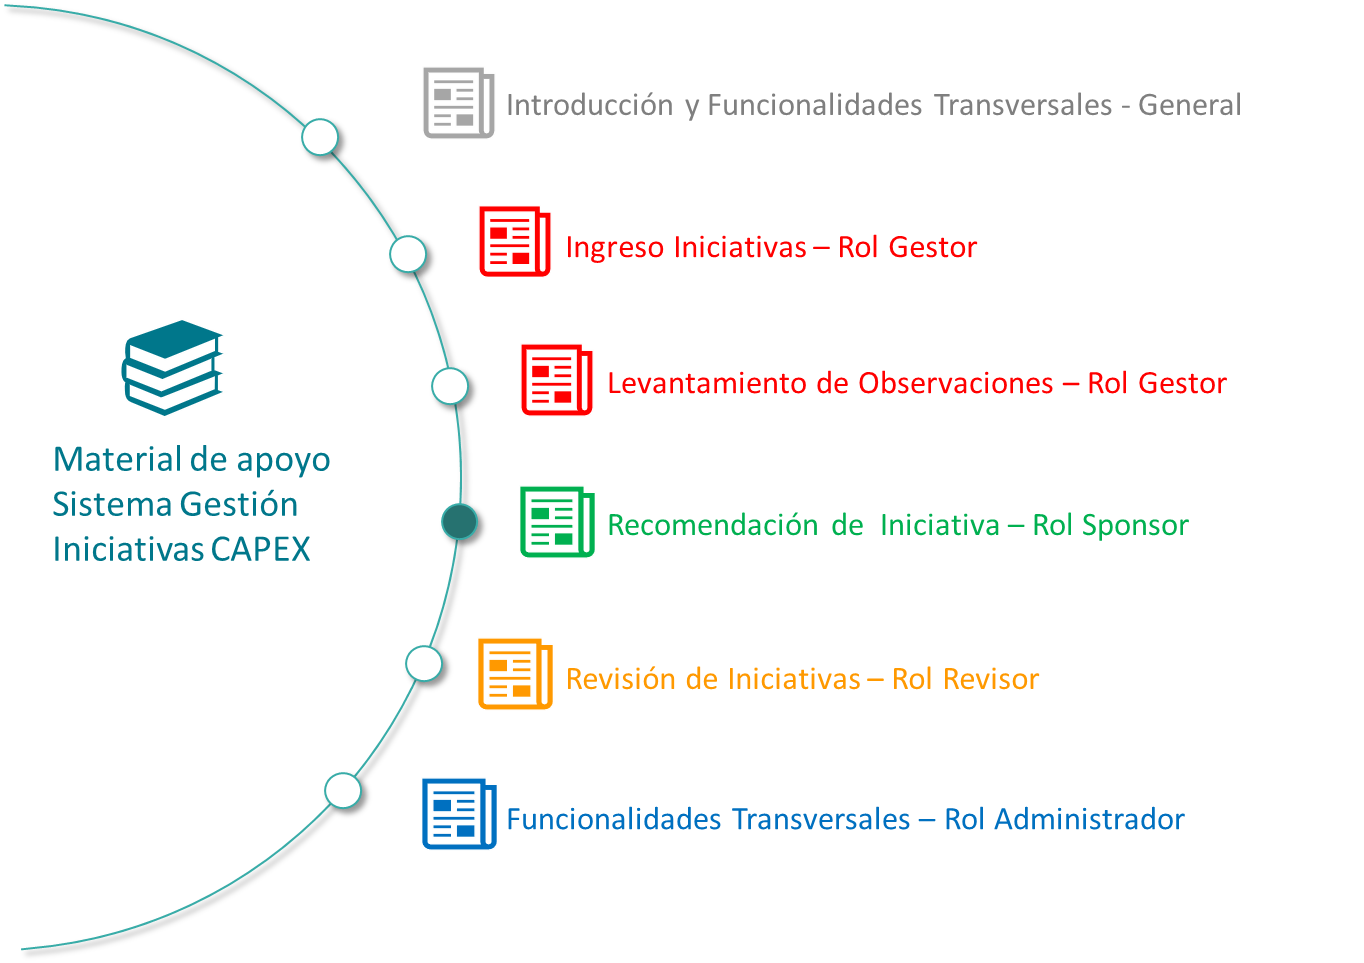 Introducción y Funcionalidades Transversales - General
Ingreso Iniciativas – Rol Gestor
Levantamiento de Observaciones – Rol Gestor
Material de apoyo
Sistema Gestión
Iniciativas CAPEX
Recomendación de Iniciativa – Rol Sponsor
Revisión de Iniciativas – Rol Revisor
Funcionalidades Transversales – Rol Administrador